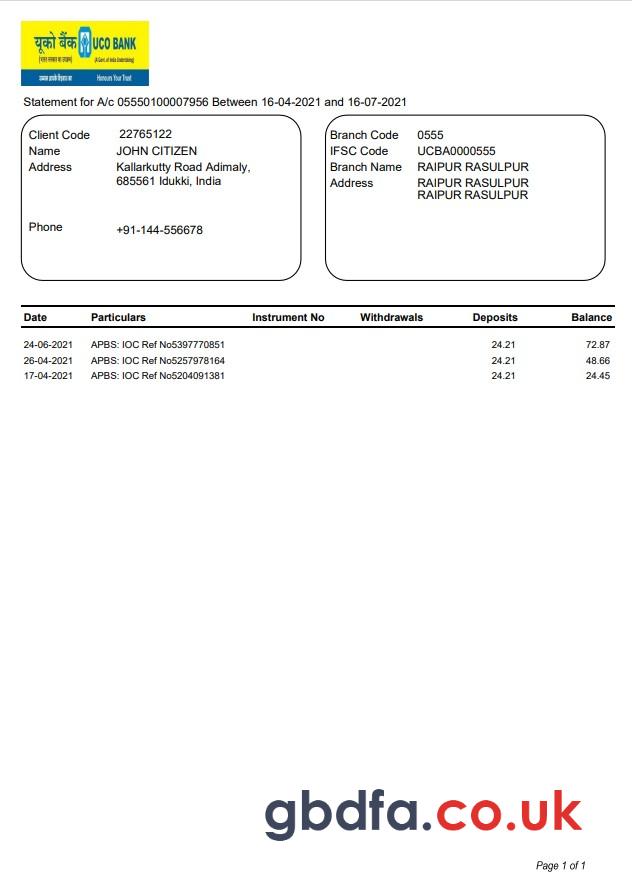 यूको बैंक UCO BANK
(भारत सरकार का उपक्रम) (A Govt. of India Undertaking)
सम्मान आपके विश्वास का Honours Your Trust
Statement for A/c 05550100007956 Between 16-04-2021 and 16-07-2021
Client Code 22765122
Name JOHN CITIZEN
Address Kallarkutty Road Adimaly,
685561 Idukki, India
Phone +91-144-556678
Branch Code 0555
IFSC Code UCBA0000555
Branch Name RAIPUR RASULPUR
Address RAIPUR RASULPUR
RAIPUR RASULPUR
Date Particulars Instrument No Withdrawals Deposits Balance
24-06-2021 APBS: IOC Ref No5397770851 24.21 72.87
26-04-2021 APBS: IOC Ref No5257978164 24.21 48.66
17-04-2021 APBS: IOC Ref No5204091381 24.21 24.45
gbdfa.co.uk
Page 1 of 1